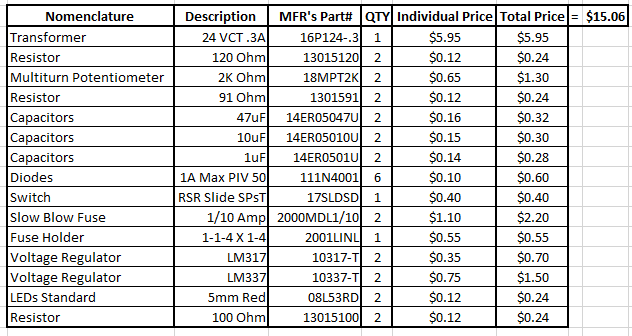 Nomenclature Description MFR's Part# QTY Individual Price Total Price = $15.06
Transformer 24 VCT .3A 16P124-.3 1 $5.95 $5.95
Resistor 120 Ohm 13015120 2 $0.12 $0.24
Multiturn Potentiometer 2K Ohm 18MPT2K 2 $0.65 $1.30
Resistor 91 Ohm 1301591 2 $0.12 $0.24
Capacitors 47uF 14ER05047U 2 $0.16 $0.32
Capacitors 10uF 14ER05010U 2 $0.15 $0.30
Capacitors 1uF 14ER0501U 2 $0.14 $0.28
Diodes 1A Max PIV 50 111N4001 6 $0.10 $0.60
Switch RSR Slide SPsT 17SLDSD 1 $0.40 $0.40
Slow Blow Fuse 1/10 Amp 2000MDL1/10 2 $1.10 $2.20
Fuse Holder 1-1-4 X 1-4 2001LINL 1 $0.55 $0.55
Voltage Regulator LM317 10317-T 2 $0.35 $0.70
Voltage Regulator LM337 10337-T 2 $0.75 $1.50
LEDs Standard 5mm Red 08L53RD 2 $0.12 $0.24
Resistor 100 Ohm 13015100 2 $0.12 $0.24